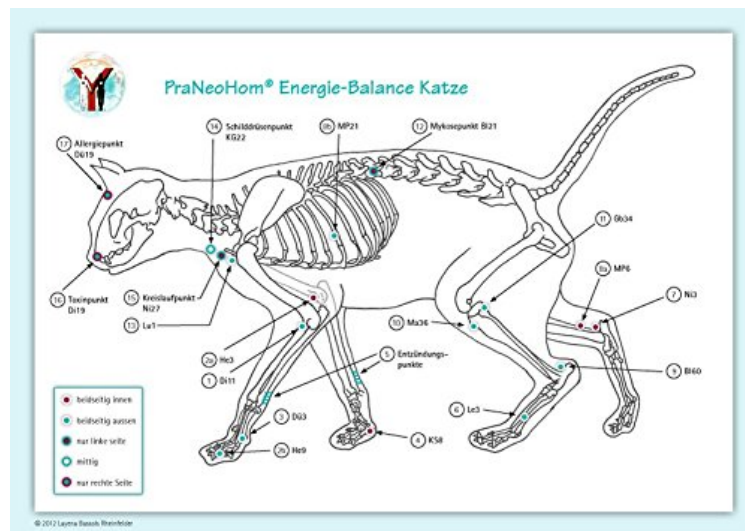 PraNeoHom® Energie-Balance Katze
17 Allergiepunkt
Dü19
14 Schilddrüsenpunkt
KG22
8b MP21
12 Mykosepunkt Bl21
11 Gb34
8a MP6
7 Ni3
16 Toxinpunkt
Di19
15 Kreislaufpunkt
Ni27
13 Lu1
2a He3
1 Di11
10 Ma36
5 Entzündungs-
punkte
9 Bl60
6 Le3
3 DG3
4 KS8
2b He9
beidseitig innen
beidseitig aussen
nur linke seite
mittig
nur rechte Seite
© 2012 Layena Bassols Rheinfelder